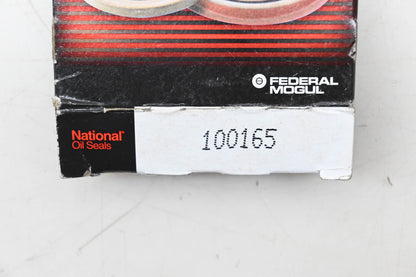 FEDERAL
MOGUL
National®
Oil Seals
100165